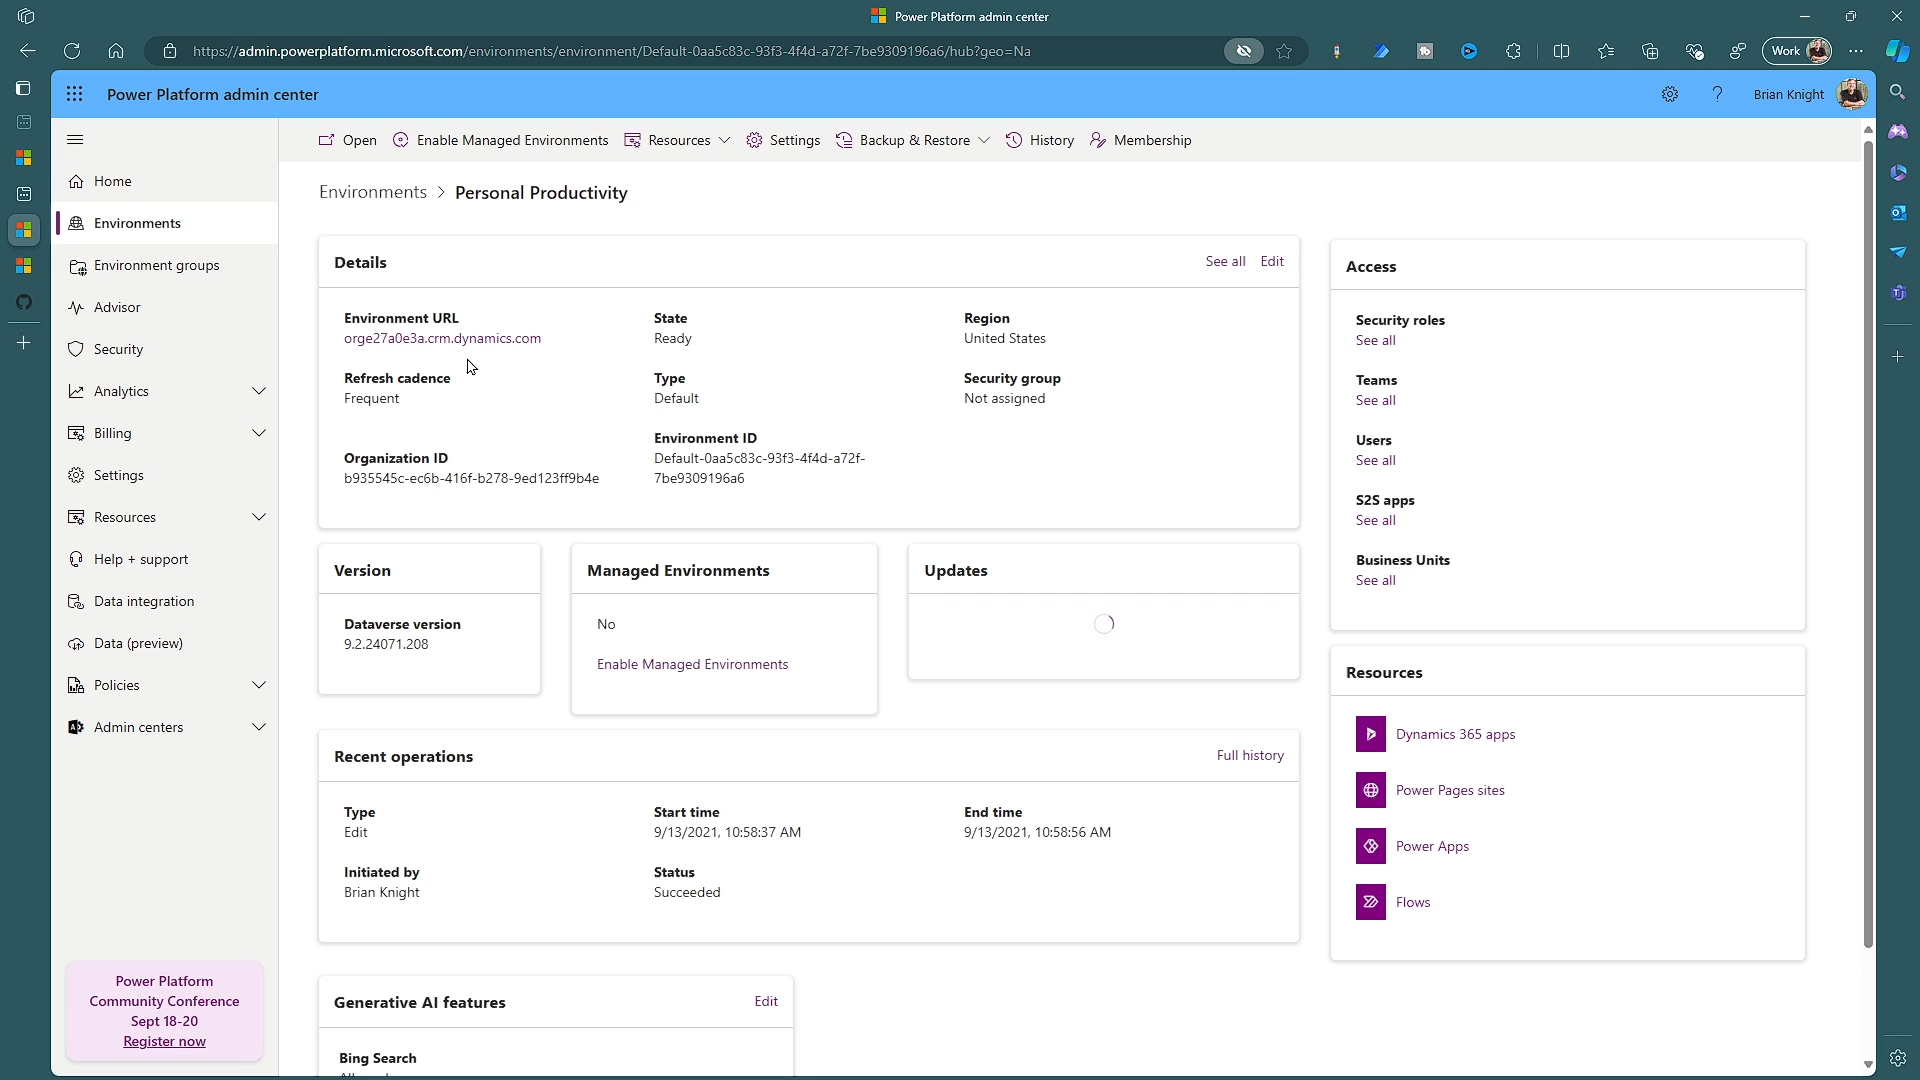 Power Platform admin center
https://admin.powerplatform.microsoft.com/environments/environment/Default-0aa5c83c-93f3-4f4d-a72f-7be9309196a6/hub?geo=Na
Work
Power Platform admin center
Brian Knight
Open
Enable Managed Environments
Resources
Settings
Backup & Restore
History
Membership
Home
Environments
Environment groups
Advisor
Security
Analytics
Billing
Settings
Resources
Help + support
Data integration
Data (preview)
Policies
Admin centers
Power Platform
Community Conference
Sept 18-20
Register now
Environments > Personal Productivity
Details
See all
Edit
Environment URL
orge27a0e3a.crm.dynamics.com
State
Ready
Region
United States
Refresh cadence
Frequent
Type
Default
Security group
Not assigned
Organization ID
b935545c-ec6b-416f-b278-9ed123ff9b4e
Environment ID
Default-0aa5c83c-93f3-4f4d-a72f-
7be9309196a6
Version
Dataverse version
9.2.24071.208
Managed Environments
No
Enable Managed Environments
Updates
Recent operations
Full history
Type
Edit
Start time
9/13/2021, 10:58:37 AM
End time
9/13/2021, 10:58:56 AM
Initiated by
Brian Knight
Status
Succeeded
Generative AI features
Edit
Bing Search
Access
Security roles
See all
Teams
See all
Users
See all
S2S apps
See all
Business Units
See all
Resources
Dynamics 365 apps
Power Pages sites
Power Apps
Flows